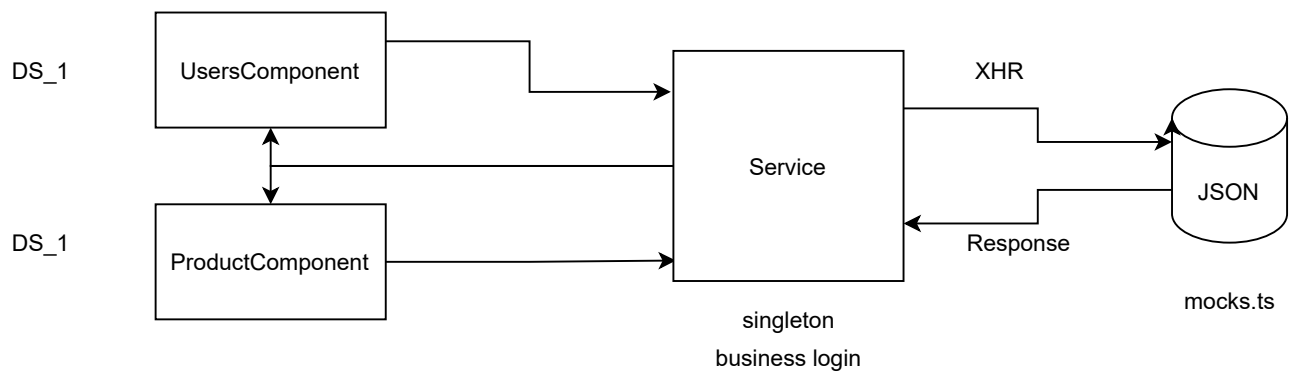 DS_1
UsersComponent
XHR
Service
JSON
DS_1
ProductComponent
Response
mocks.ts
singleton
business login